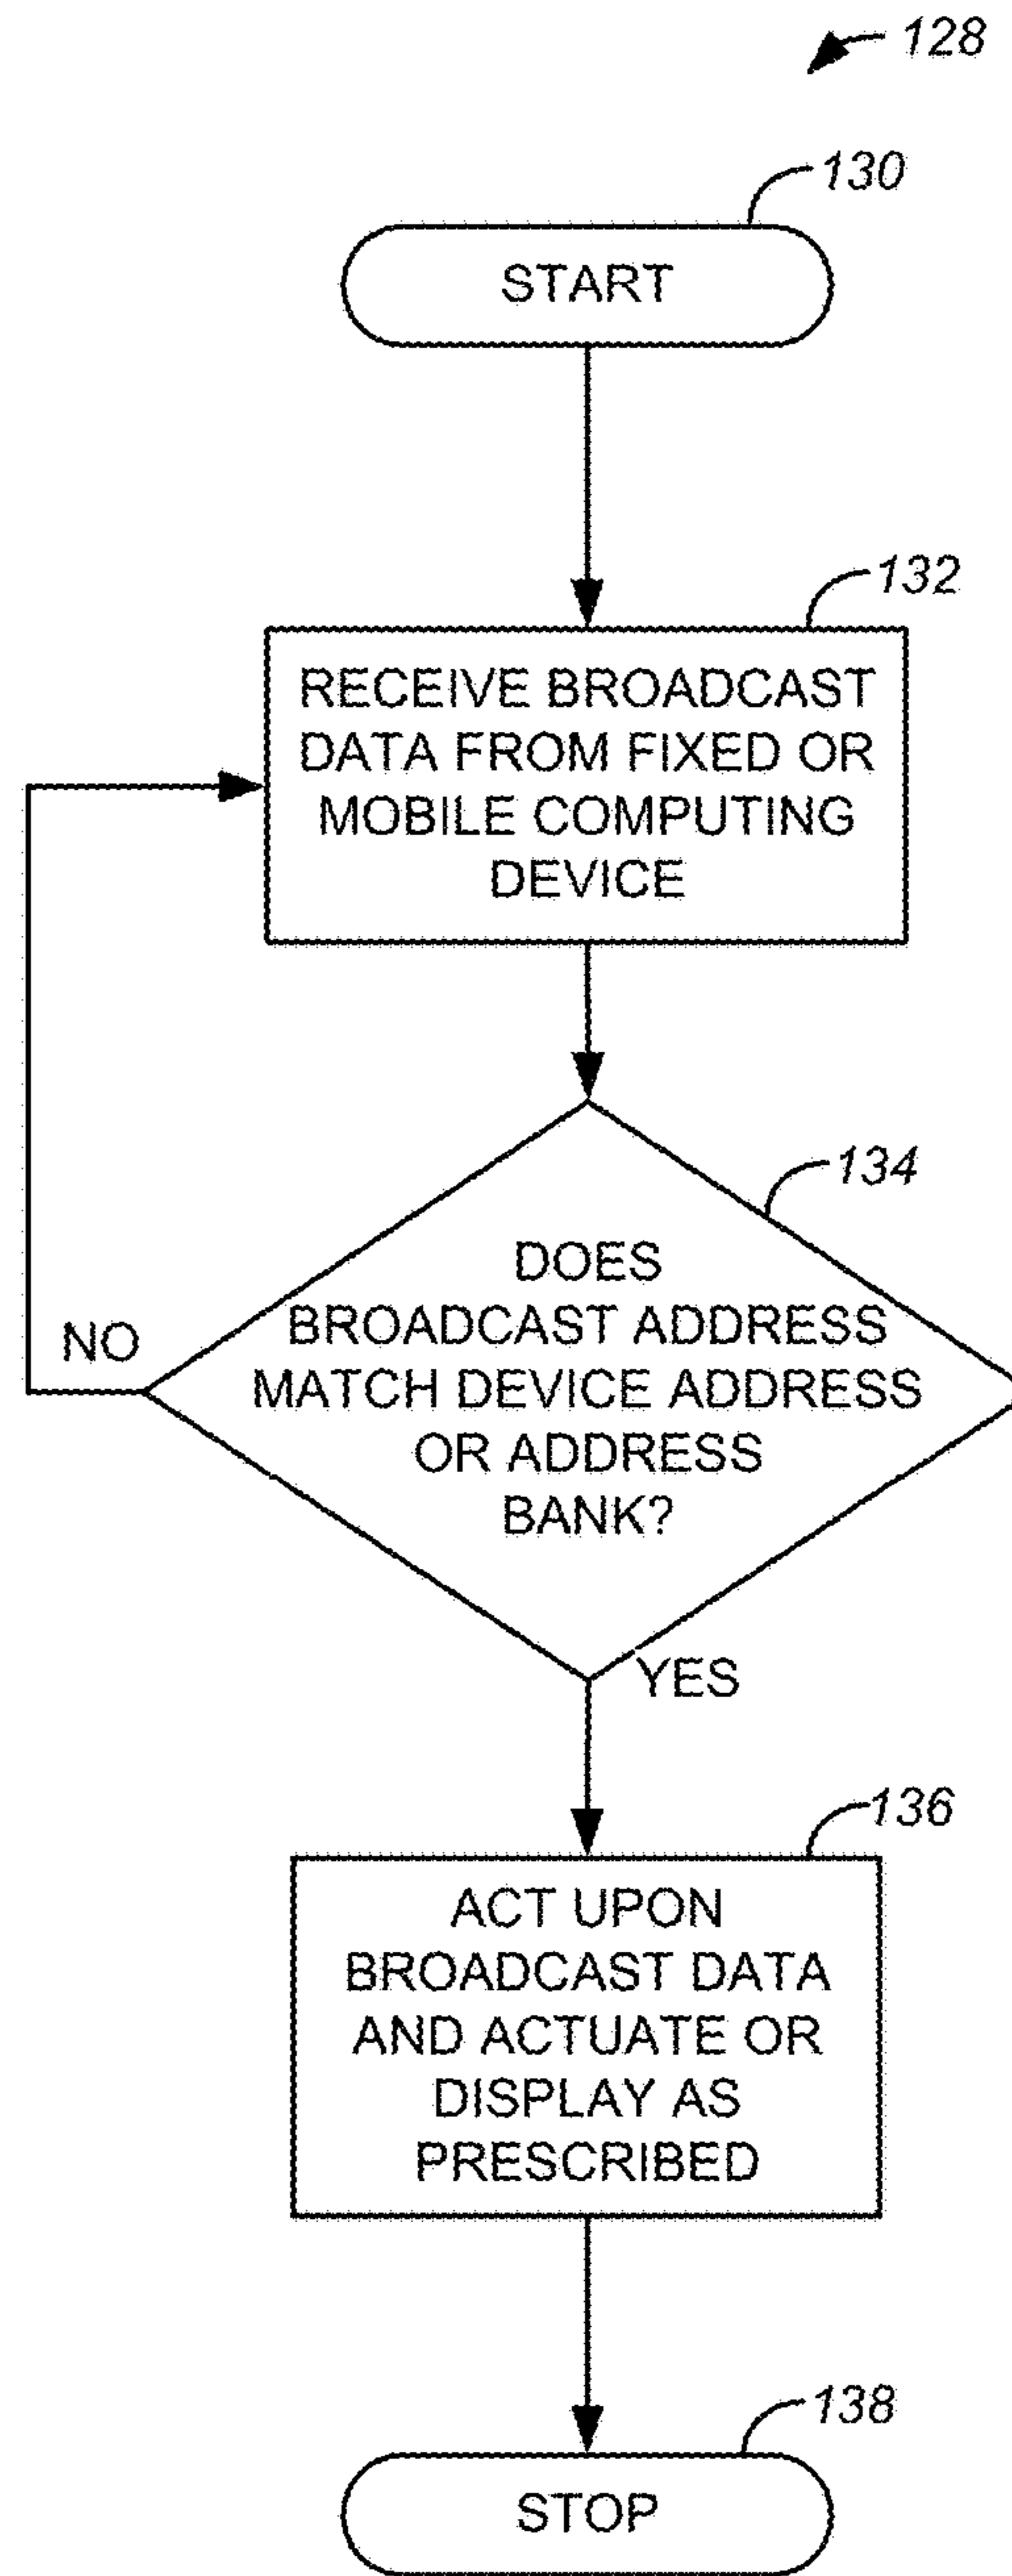 128
130
START
132
RECEIVE BROADCAST
DATA FROM FIXED OR
MOBILE COMPUTING
DEVICE
134
DOES
BROADCAST ADDRESS
MATCH DEVICE ADDRESS
OR ADDRESS
BANK?
NO
YES
136
ACT UPON
BROADCAST DATA
AND ACTUATE OR
DISPLAY AS
PRESCRIBED
138
STOP